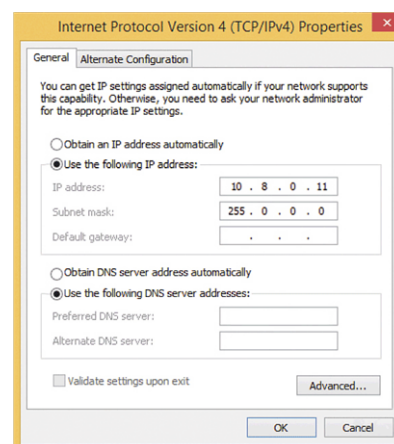 Internet Protocol Version 4 (TCP/IPv4) Properties
General
Alternate Configuration
You can get IP settings assigned automatically if your network supports
this capability. Otherwise, you need to ask your network administrator
for the appropriate IP settings.
Obtain an IP address automatically
Use the following IP address:
IP address: 10 . 8 . 0 . 11
Subnet mask: 255 . 0 . 0 . 0
Default gateway: . . .
Obtain DNS server address automatically
Use the following DNS server addresses:
Preferred DNS server:
Alternate DNS server:
Validate settings upon exit
Advanced...
OK
Cancel